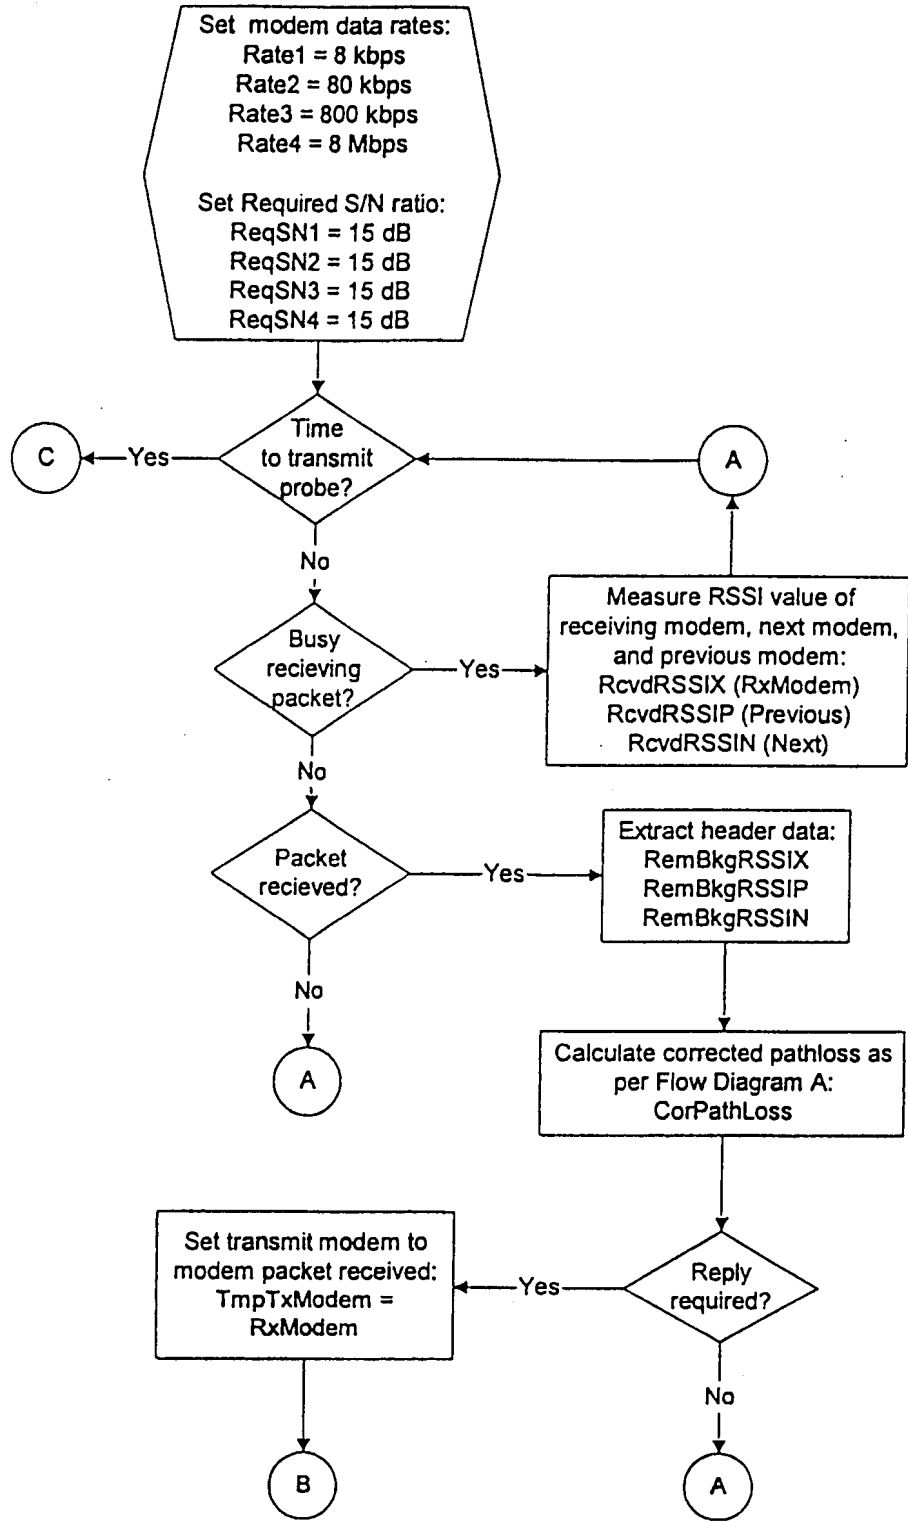 Set modem data rates:
Rate1 = 8 kbps
Rate2 = 80 kbps
Rate3 = 800 kbps
Rate4 = 8 Mbps
Set Required S/N ratio:
ReqSN1 = 15 dB
ReqSN2 = 15 dB
ReqSN3 = 15 dB
ReqSN4 = 15 dB
Time
to transmit
probe?
Yes
C
A
No
Busy
recieving
packet?
Yes
Measure RSSI value of
receiving modem, next modem,
and previous modem:
RcvdRSSIX (RxModem)
RcvdRSSIP (Previous)
RcvdRSSIN (Next)
No
Packet
recieved?
Yes
Extract header data:
RemBkgRSSIX
RemBkgRSSIP
RemBkgRSSIN
No
A
Calculate corrected pathloss as
per Flow Diagram A:
CorPathLoss
Reply
required?
Yes
Set transmit modem to
modem packet received:
TmpTxModem =
RxModem
No
B
A